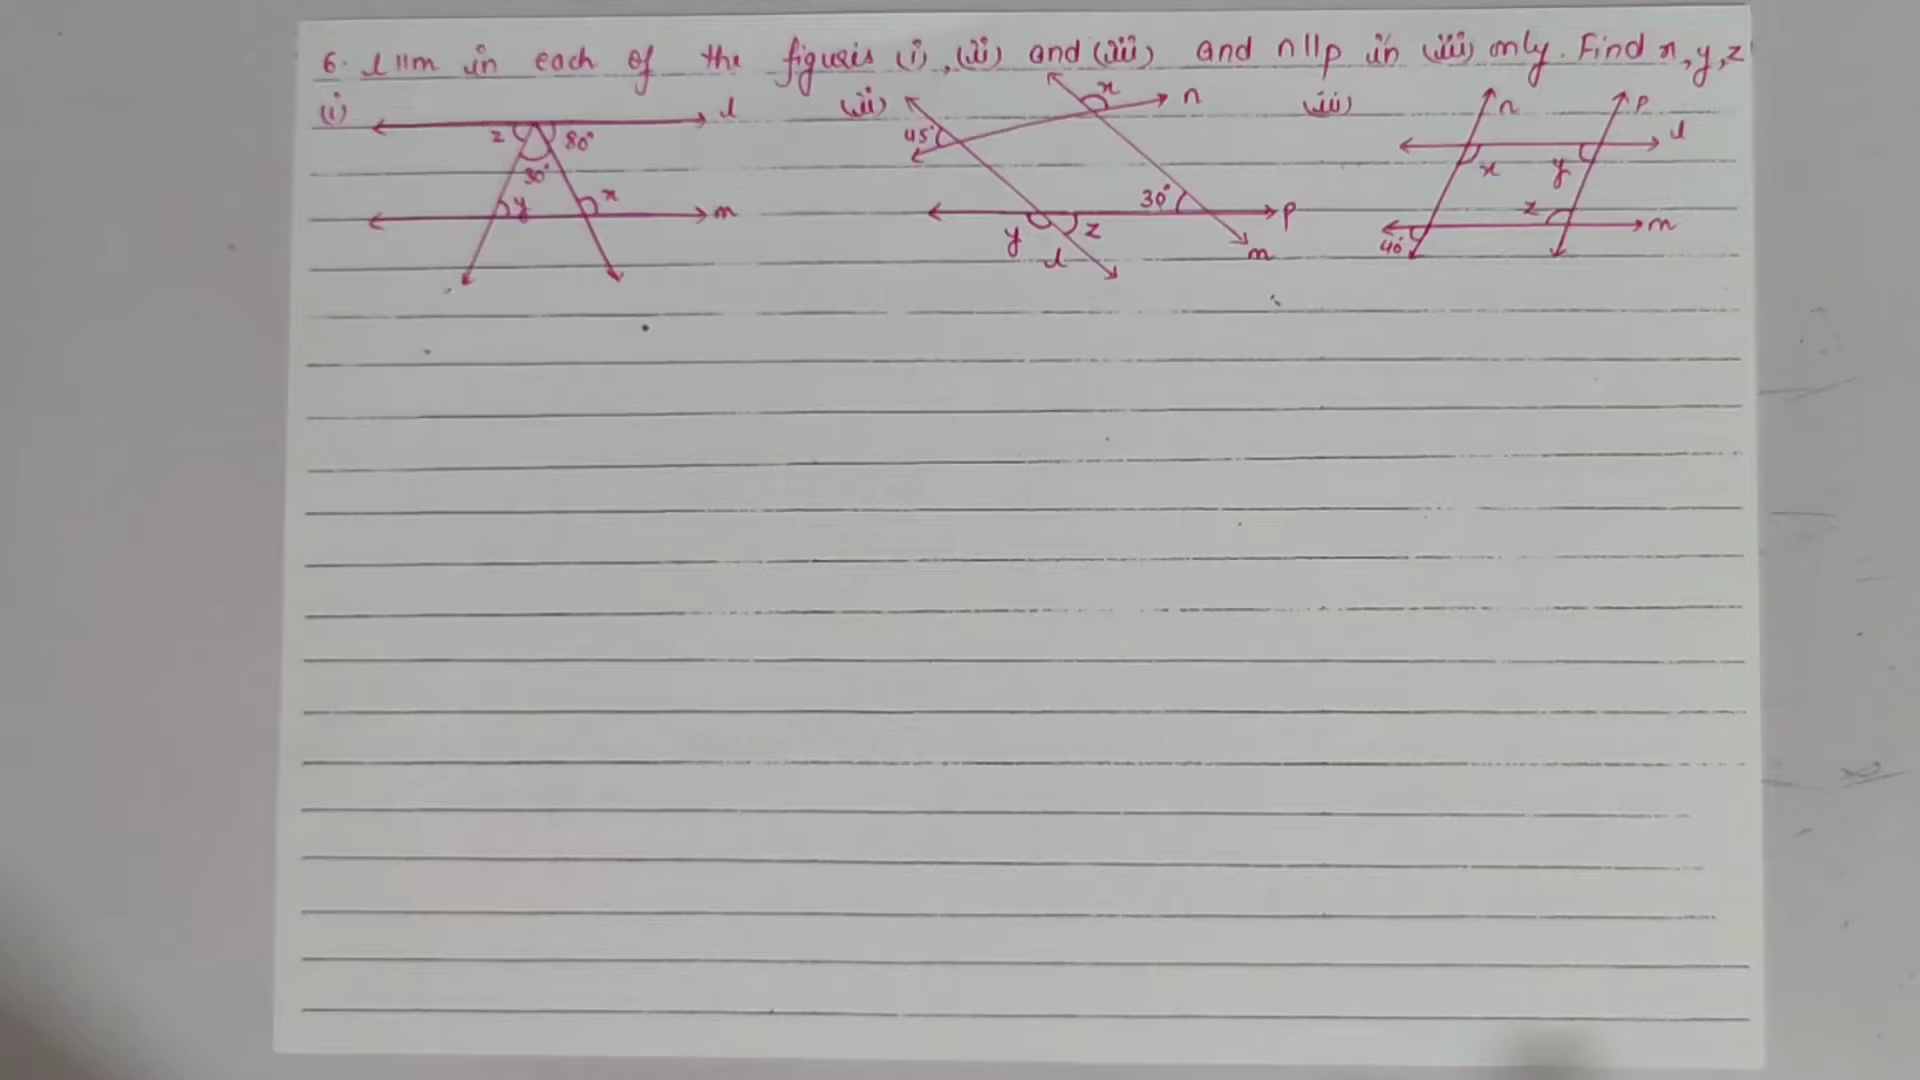 6. l ∥ m in each of the figures (i), (ii) and (iii) and n ∥ p in (iii) only. Find x, y, z
(i) l z 80° 30° y x m
(ii) x n 45° 30° p y z l m
(iii) n p l x y z m 40°